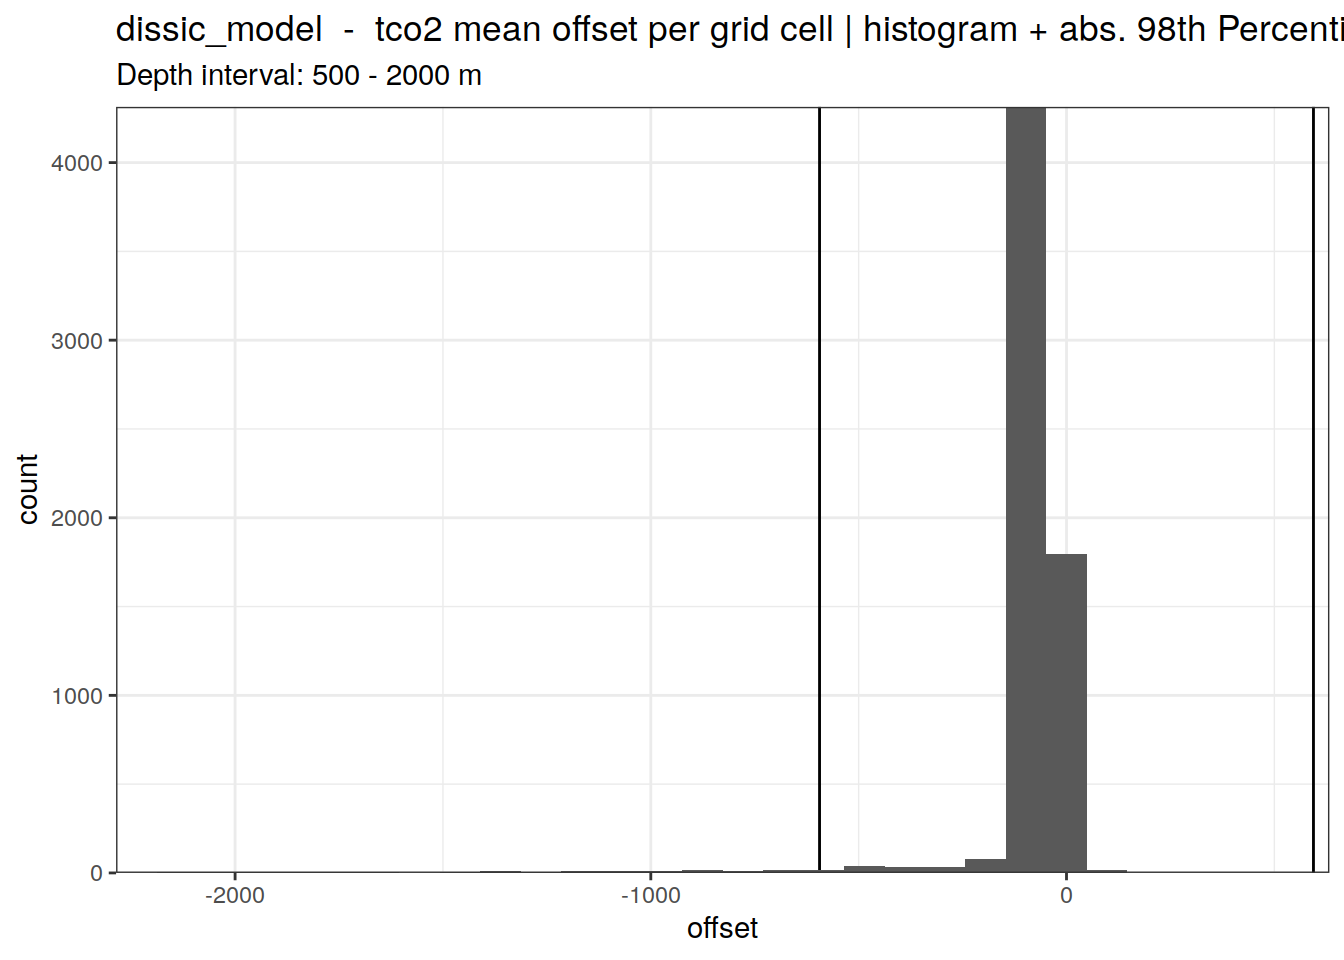 dissic_model  -  tco2 mean offset per grid cell | histogram + abs. 98th Percenti
Depth interval: 500 - 2000 m
4000
3000
2000
1000
0
count
-2000
-1000
0
offset